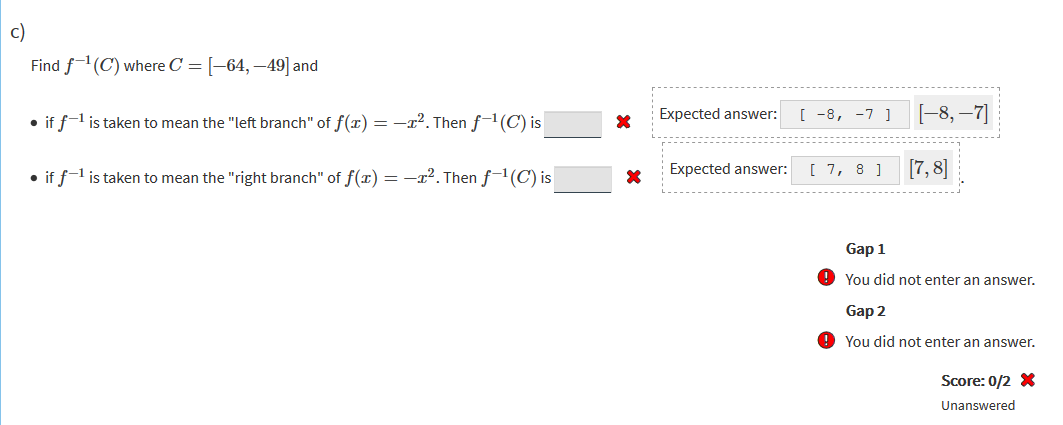 c)
Find f⁻¹(C) where C = [−64, −49] and
• if f⁻¹ is taken to mean the "left branch" of f(x) = −x². Then f⁻¹(C) is Expected answer: [ -8, -7 ] [−8, −7]
• if f⁻¹ is taken to mean the "right branch" of f(x) = −x². Then f⁻¹(C) is Expected answer: [ 7, 8 ] [7, 8] .
Gap 1
You did not enter an answer.
Gap 2
You did not enter an answer.
Score: 0/2
Unanswered